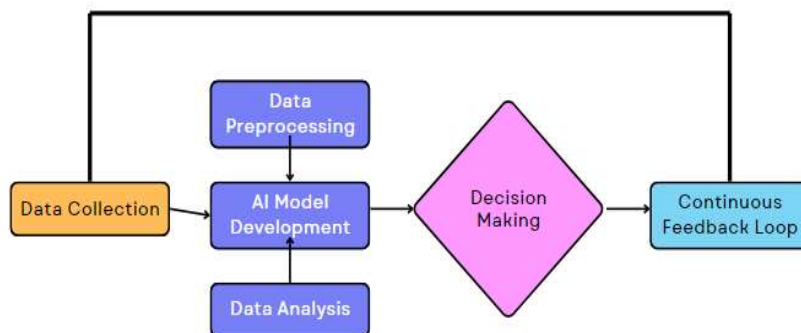 Data
Preprocessing
Data Collection
AI Model
Development
Decision
Making
Continuous
Feedback Loop
Data Analysis